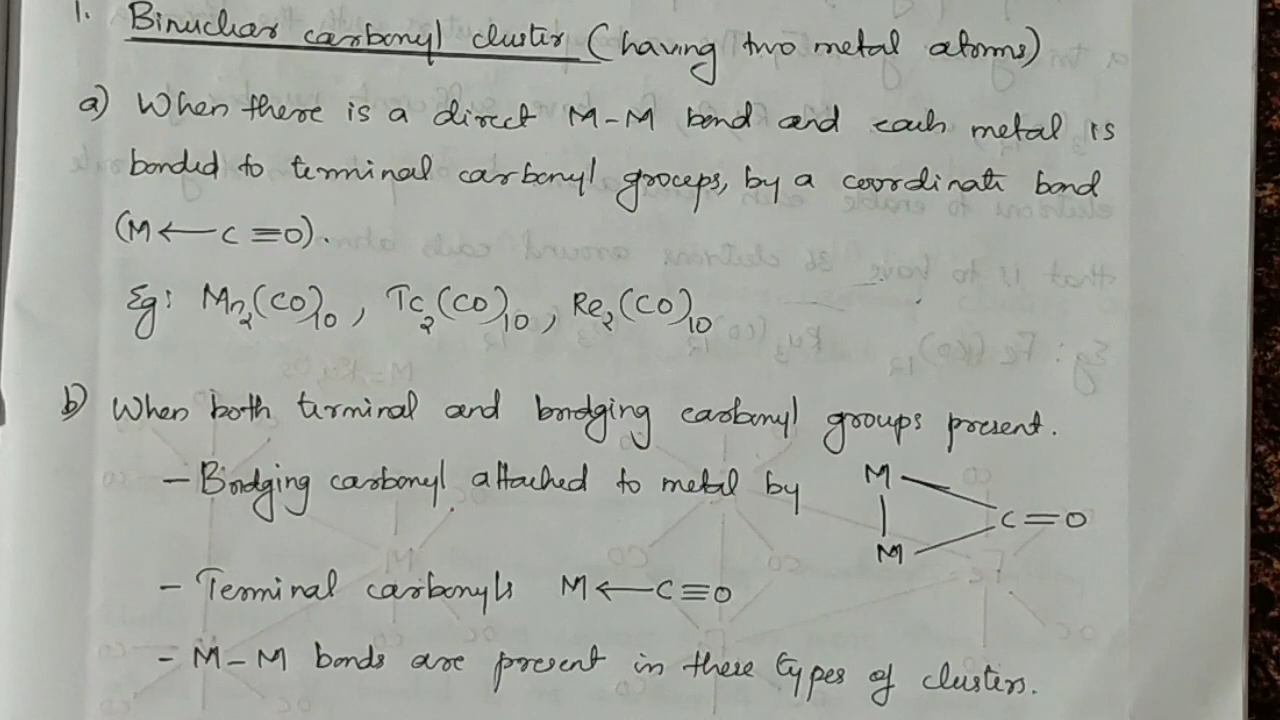 1. Binuclear carbonyl cluster (having two metal atoms)
a) When there is a direct M-M bond and each metal is
bonded to terminal carbonyl groups, by a coordinate bond
(M ← C ≡ O).
Eg: Mn₂(CO)₁₀, Tc₂(CO)₁₀, Re₂(CO)₁₀
b) When both terminal and bridging carbonyl groups present.
- Bridging carbonyl attached to metal by M M C = O
- Terminal carbonyls M ← C ≡ O
- M - M bonds are present in these types of clusters.